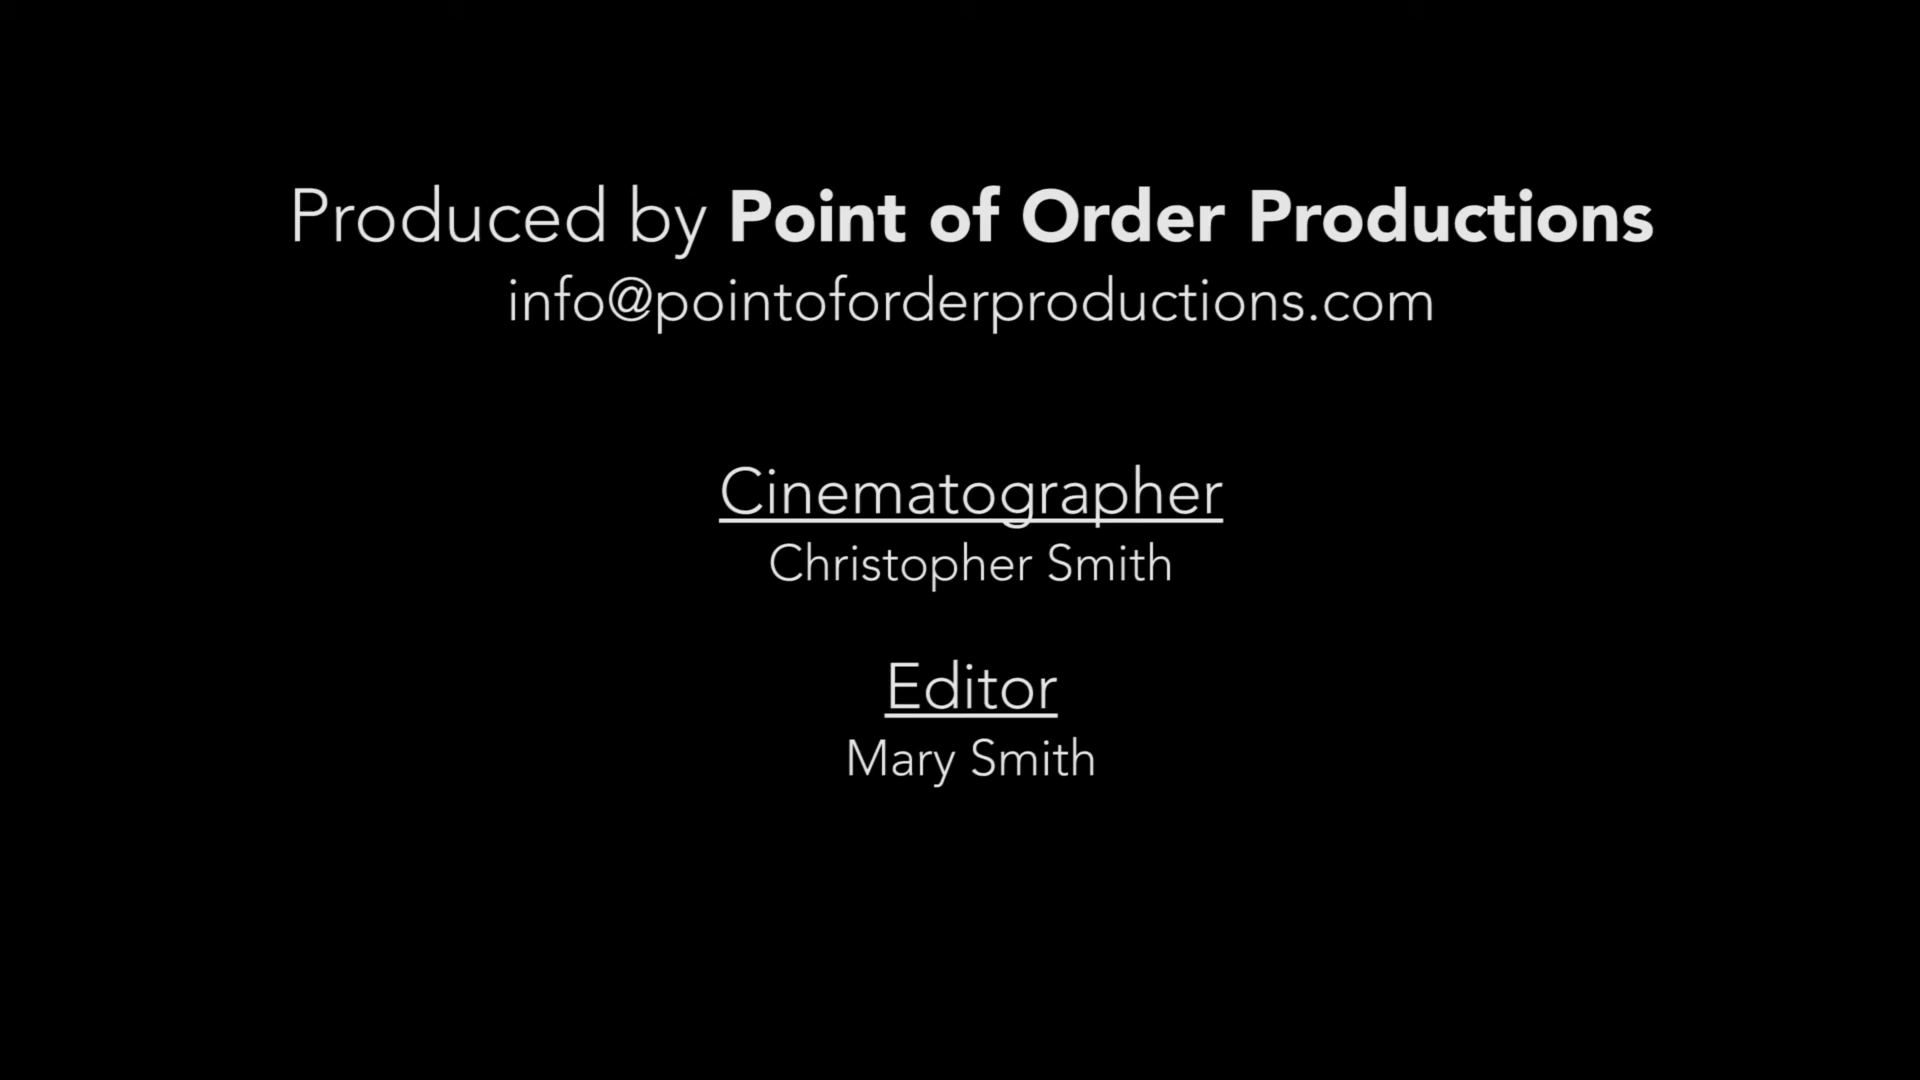 Produced by Point of Order Productions
info@pointoforderproductions.com
Cinematographer
Christopher Smith
Editor
Mary Smith